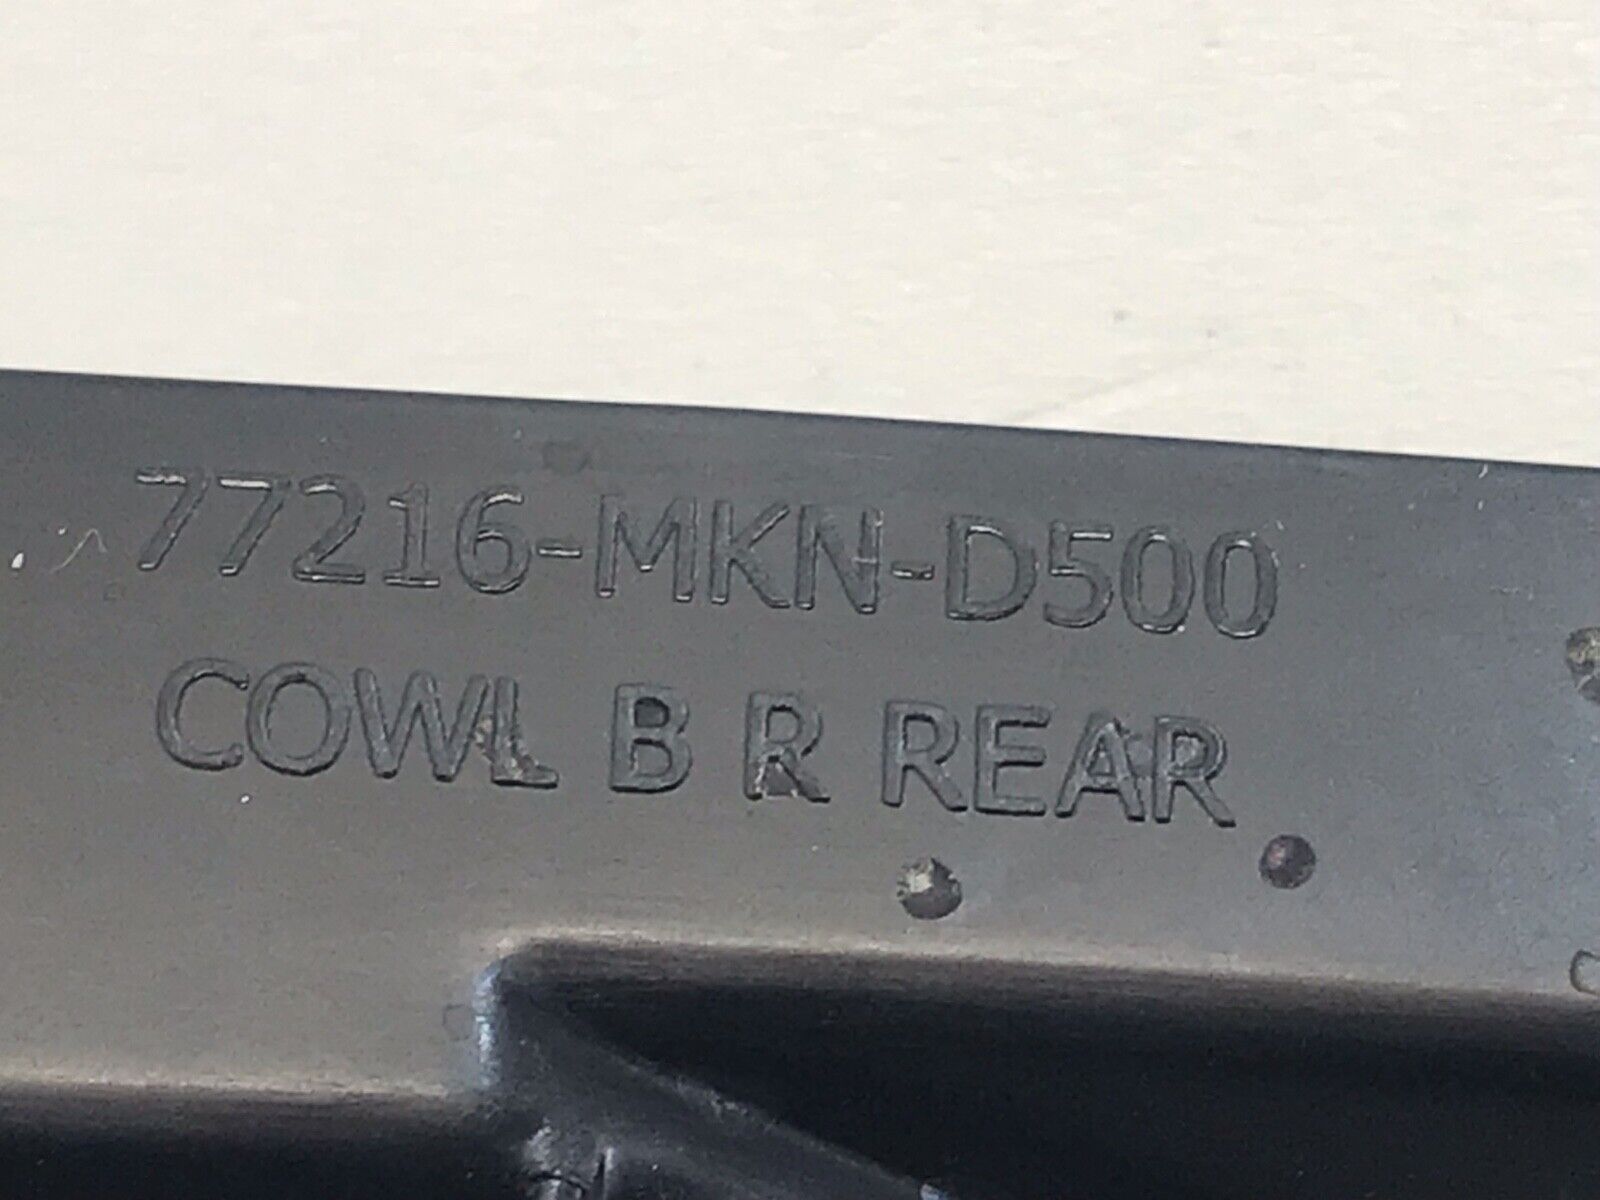 77216-MKN-D500
COWL B R REAR